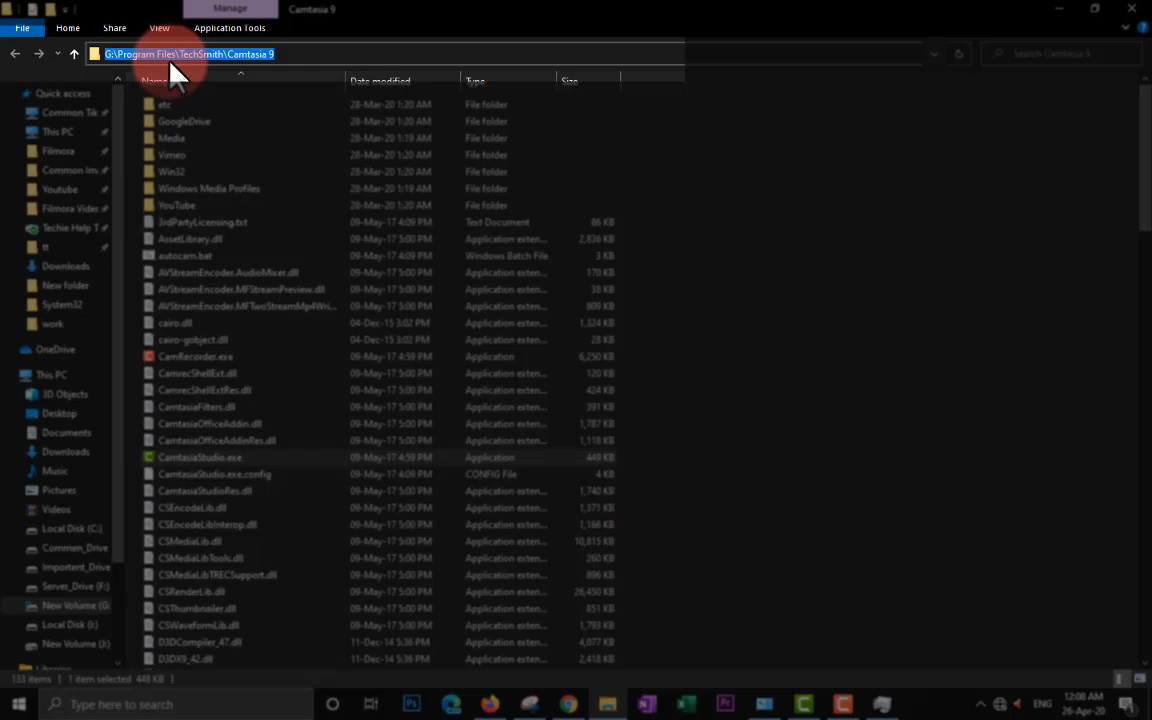 Manage
Camtasia 9
File
Home
Share
View
Application Tools
G:\Program Files\TechSmith\Camtasia 9
Search Camtasia 9
Name
Date modified
Type
Size
Quick access
Common Tik
This PC
Filmora
Common Im
Youtube
Filmora Video
Techie Help T
tt
Downloads
New folder
System32
work
OneDrive
This PC
3D Objects
Desktop
Documents
Downloads
Music
Pictures
Videos
Local Disk (C:)
Commen_Drive
Importent_Drive
Server_Drive (F:)
New Volume (G:
Local Disk (I:)
New Volume (J:)
Libraries
etc 28-Mar-20 1:20 AM File folder
GoogleDrive 28-Mar-20 1:20 AM File folder
Media 28-Mar-20 1:19 AM File folder
Vimeo 28-Mar-20 1:20 AM File folder
Win32 28-Mar-20 1:20 AM File folder
Windows Media Profiles 28-Mar-20 1:19 AM File folder
YouTube 28-Mar-20 1:20 AM File folder
3rdPartyLicensing.txt 09-May-17 4:09 PM Text Document 86 KB
AssetLibrary.dll 09-May-17 5:00 PM Application exten... 2,836 KB
autocam.bat 09-May-17 4:09 PM Windows Batch File 3 KB
AVStreamEncoder.AudioMixer.dll 09-May-17 5:00 PM Application exten... 170 KB
AVStreamEncoder.MFStreamPreview.dll 09-May-17 5:00 PM Application exten... 38 KB
AVStreamEncoder.MFTwoStreamMp4Wri... 09-May-17 5:00 PM Application exten... 809 KB
cairo.dll 04-Dec-15 3:02 PM Application exten... 1,324 KB
cairo-gobject.dll 04-Dec-15 3:02 PM Application exten... 28 KB
CamRecorder.exe 09-May-17 4:59 PM Application 6,250 KB
CamrecShellExt.dll 09-May-17 5:00 PM Application exten... 120 KB
CamrecShellExtRes.dll 09-May-17 5:00 PM Application exten... 424 KB
CamtasiaFilters.dll 09-May-17 5:00 PM Application exten... 391 KB
CamtasiaOfficeAddin.dll 09-May-17 5:00 PM Application exten... 1,787 KB
CamtasiaOfficeAddinRes.dll 09-May-17 5:00 PM Application exten... 1,118 KB
CamtasiaStudio.exe 09-May-17 4:59 PM Application 449 KB
CamtasiaStudio.exe.config 09-May-17 4:09 PM CONFIG File 4 KB
CamtasiaStudioRes.dll 09-May-17 5:00 PM Application exten... 1,740 KB
CSEncodeLib.dll 09-May-17 5:00 PM Application exten... 1,371 KB
CSEncodeLibInterop.dll 09-May-17 5:00 PM Application exten... 1,166 KB
CSMediaLib.dll 09-May-17 5:00 PM Application exten... 10,815 KB
CSMediaLibTools.dll 09-May-17 5:00 PM Application exten... 260 KB
CSMediaLibTRECSupport.dll 09-May-17 5:00 PM Application exten... 896 KB
CSRenderLib.dll 09-May-17 5:00 PM Application exten... 26,450 KB
CSThumbnailer.dll 09-May-17 5:00 PM Application exten... 851 KB
CSWaveformLib.dll 09-May-17 5:00 PM Application exten... 1,793 KB
D3DCompiler_47.dll 11-Dec-14 5:36 PM Application exten... 4,077 KB
D3DX9_42.dll 11-Dec-14 5:36 PM Application exten... 2,418 KB
133 items
1 item selected 448 KB
Type here to search
Ps
Pr
ENG
12:08 AM
26-Apr-20